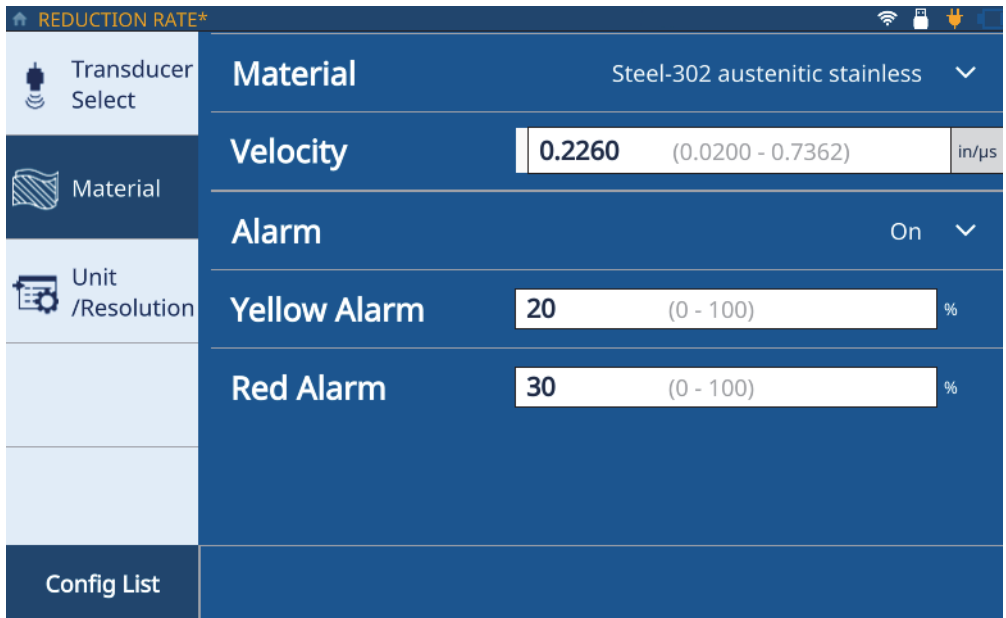 REDUCTION RATE*
Transducer
Select
Material
Unit
/Resolution
Config List
Material Steel-302 austenitic stainless
Velocity 0.2260 (0.0200 - 0.7362) in/µs
Alarm On
Yellow Alarm 20 (0 - 100) %
Red Alarm 30 (0 - 100) %